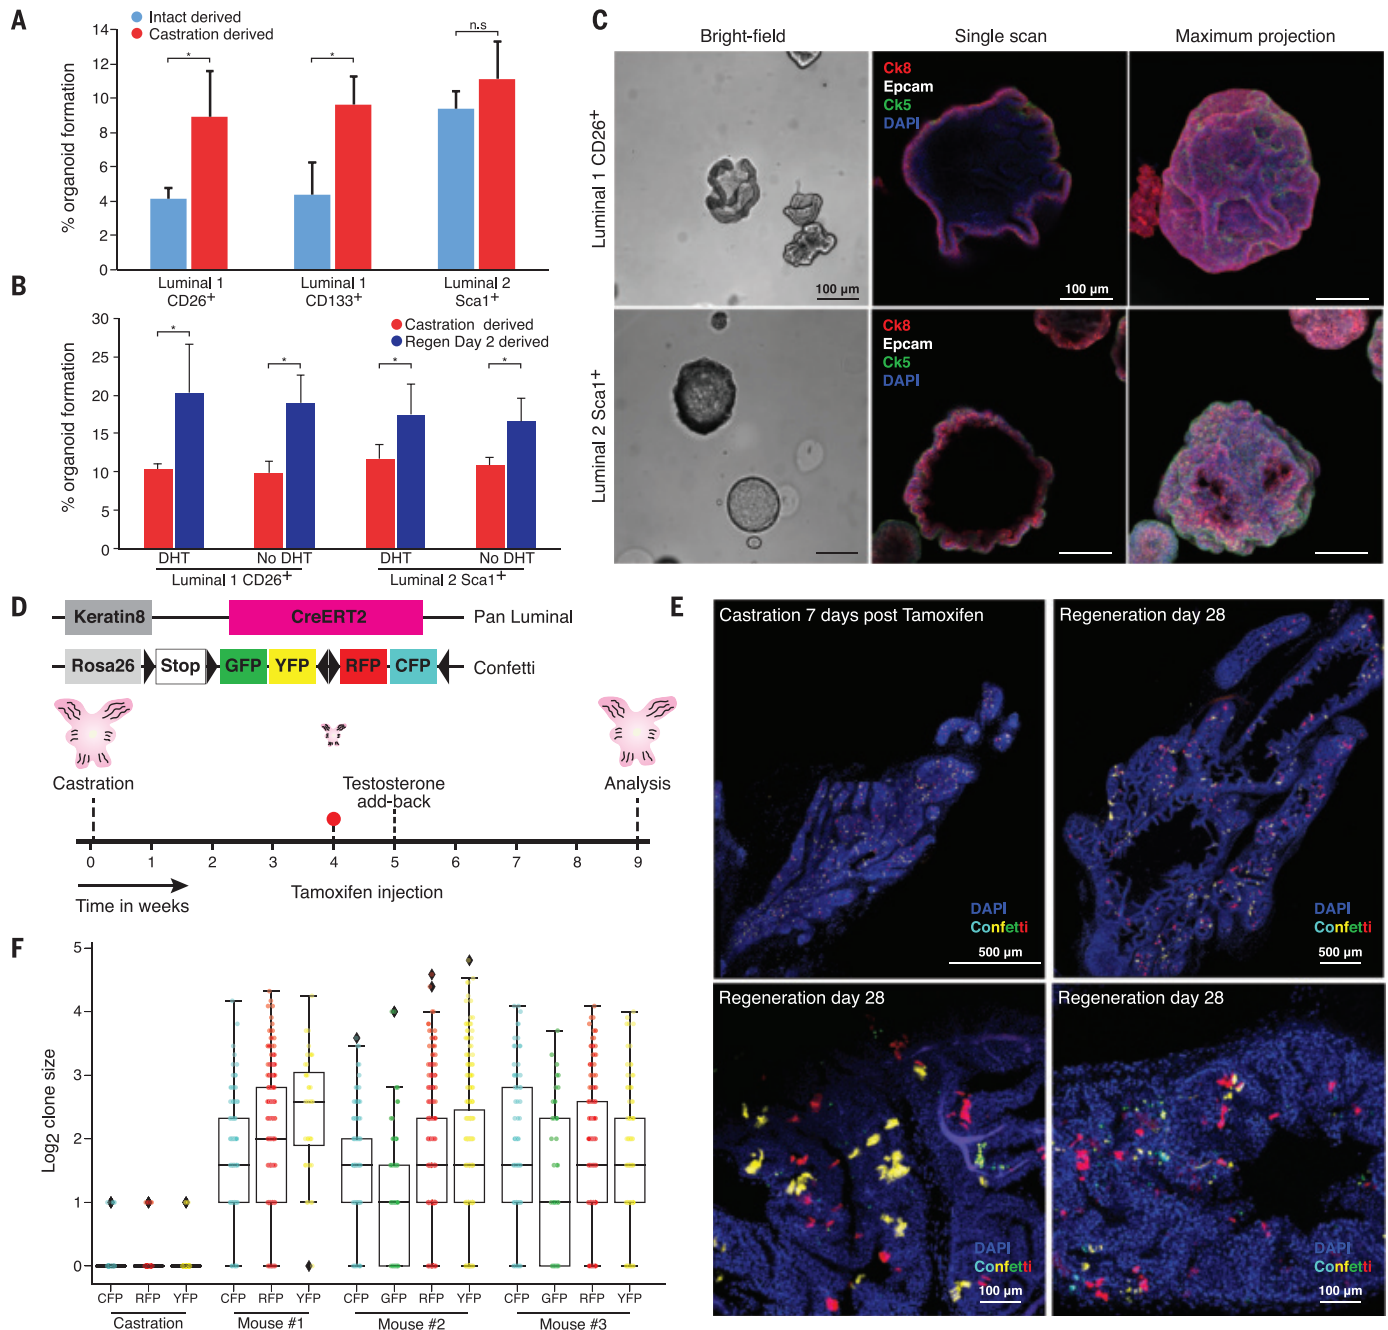 A
Intact derived
Castration derived
% organoid formation
14
12
10
8
6
4
2
0
*
*
n.s
Luminal 1
CD26+
Luminal 1
CD133+
Luminal 2
Sca1+
B
Castration derived
Regen Day 2 derived
% organoid formation
30
25
20
15
10
5
0
*
*
*
*
DHT
No DHT
DHT
No DHT
Luminal 1 CD26+
Luminal 2 Sca1+
C
Bright-field
Single scan
Maximum projection
Luminal 1 CD26+
100 µm
Ck8
Epcam
Ck5
DAPI
100 µm
Luminal 2 Sca1+
Ck8
Epcam
Ck5
DAPI
D
Keratin8
CreERT2
Pan Luminal
Rosa26
Stop
GFP
YFP
RFP
CFP
Confetti
Castration
Testosterone
add-back
Analysis
0 1 2 3 4 5 6 7 8 9
Tamoxifen injection
Time in weeks
E
Castration 7 days post Tamoxifen
DAPI
Confetti
500 µm
Regeneration day 28
DAPI
Confetti
500 µm
Regeneration day 28
DAPI
Confetti
100 µm
Regeneration day 28
DAPI
Confetti
100 µm
F
Log2 clone size
5
4
3
2
1
0
CFP RFP YFP
CFP RFP YFP
CFP GFP RFP YFP
CFP GFP RFP YFP
Castration
Mouse #1
Mouse #2
Mouse #3